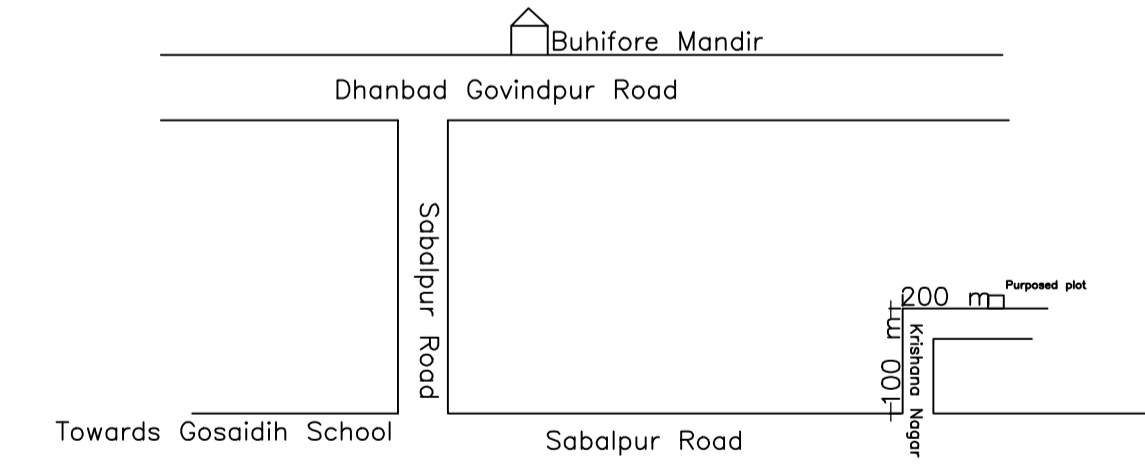 Buhifore Mandir
Dhanbad Govindpur Road
Sabalpur Road
Purposed plot
200 m
100 m
Krishana Nagar
Towards Gosaidih School
Sabalpur Road